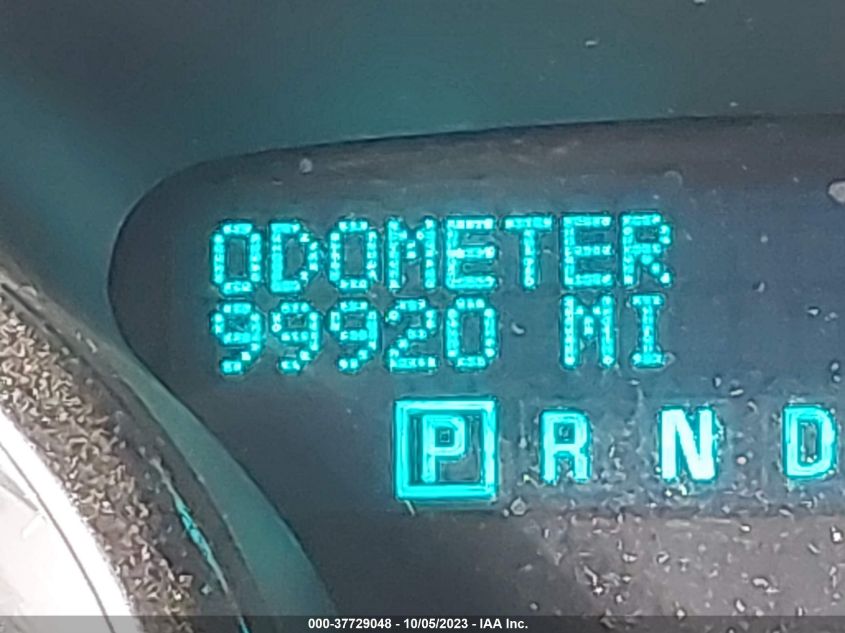 ODOMETER
99920 MI
P R N D
000-37729048 - 10/05/2023 - IAA Inc.